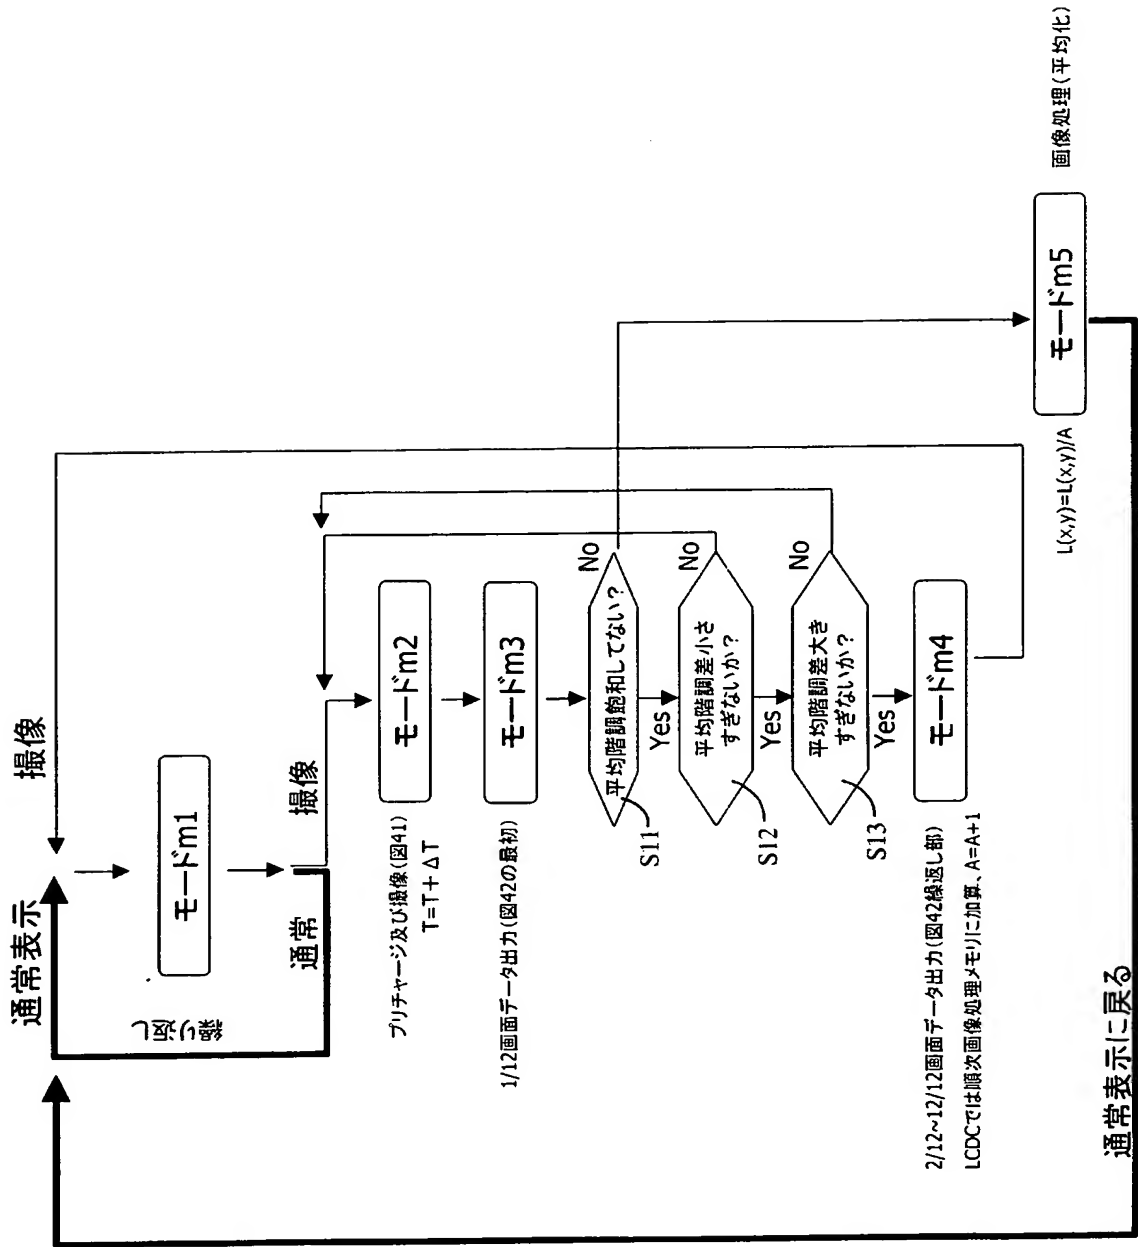 通常表示
撮像
モードm1
繰り返し
通常
撮像
モードm2
プリチャージ及び撮像(図41)
T=T+ΔT
モードm3
1/12画面データ出力(図42の最初)
平均階調飽和してない?
No
S11
Yes
平均階調差小さ
すぎないか?
No
S12
Yes
平均階調差大き
すぎないか?
No
S13
Yes
モードm4
2/12~12/12画面データ出力(図42繰返し部)
LCDCでは順次画像処理メモリに加算、A=A+1
モードm5
画像処理(平均化)
L(x,y)=L(x,y)/A
通常表示に戻る